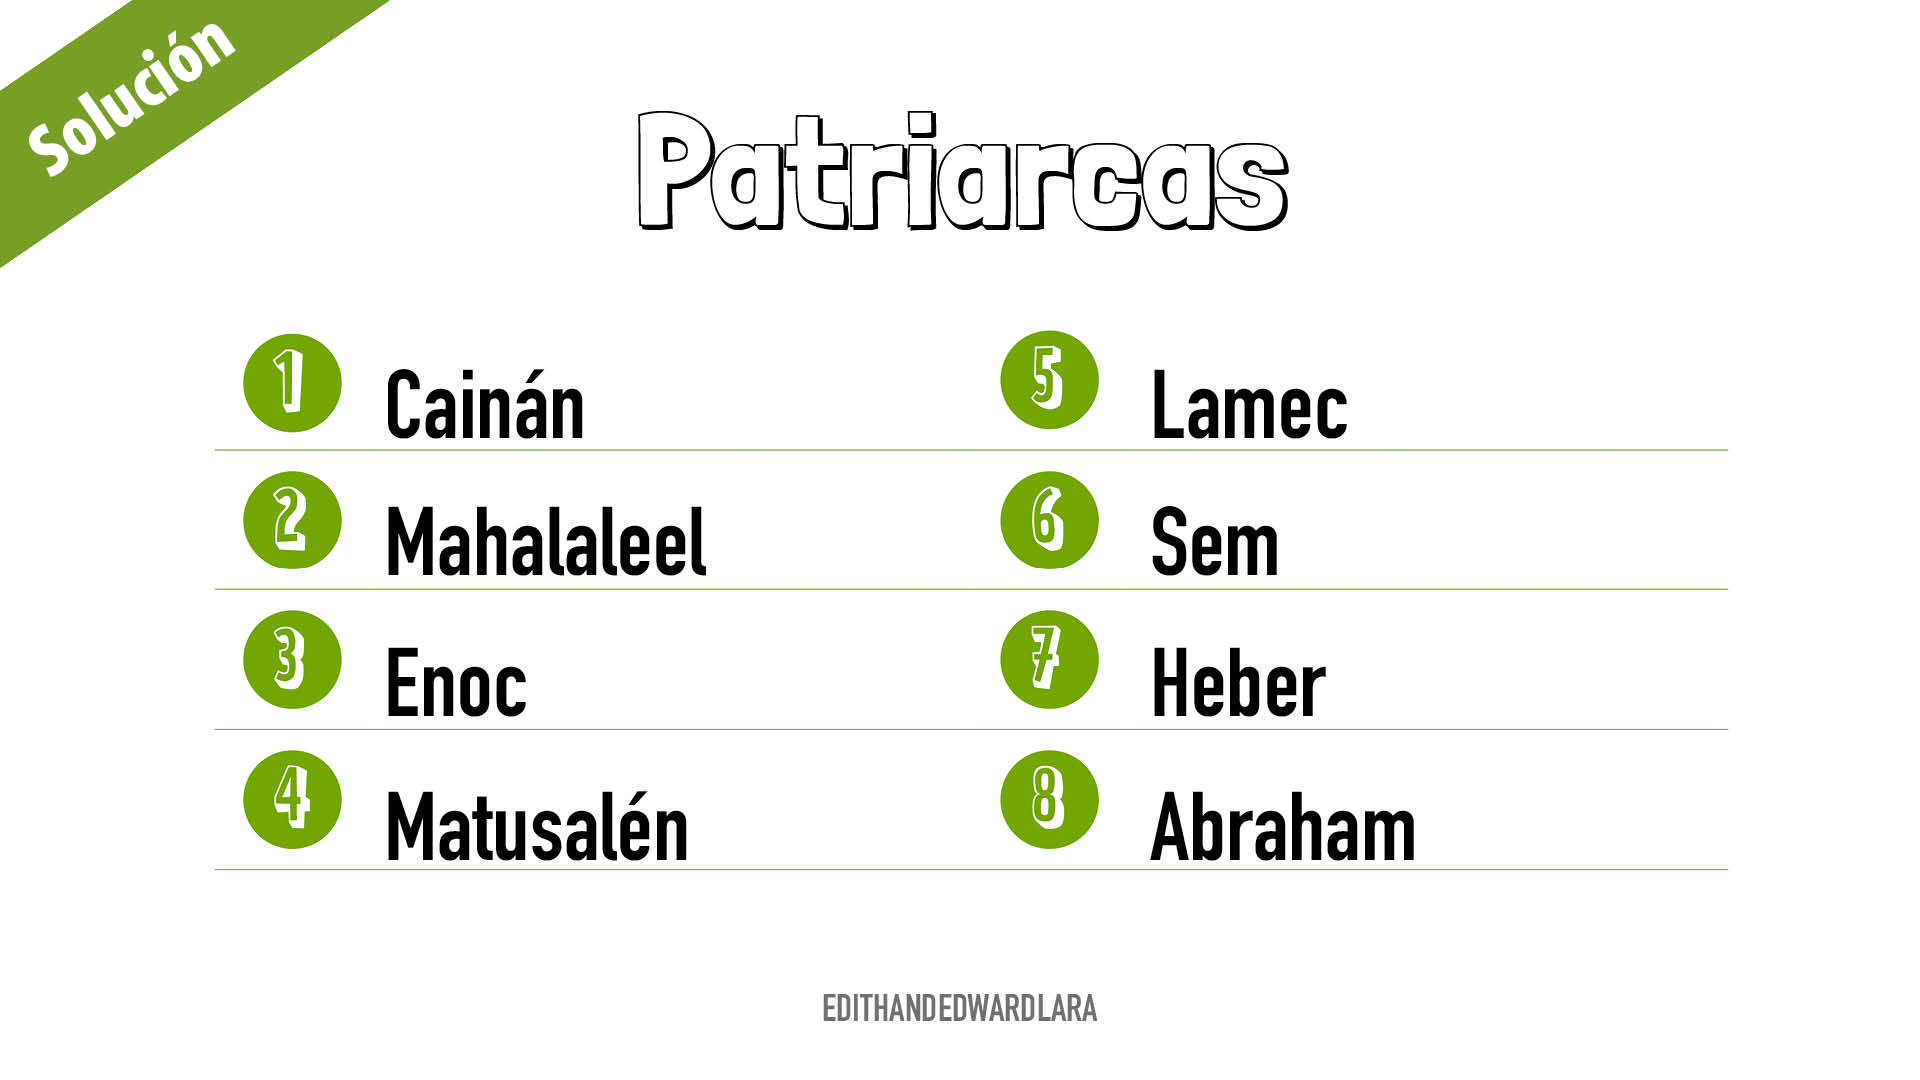 Solución
Patriarcas
1 Cainán
2 Mahalaleel
3 Enoc
4 Matusalén
5 Lamec
6 Sem
7 Heber
8 Abraham
EDITHANDEDWARDLARA